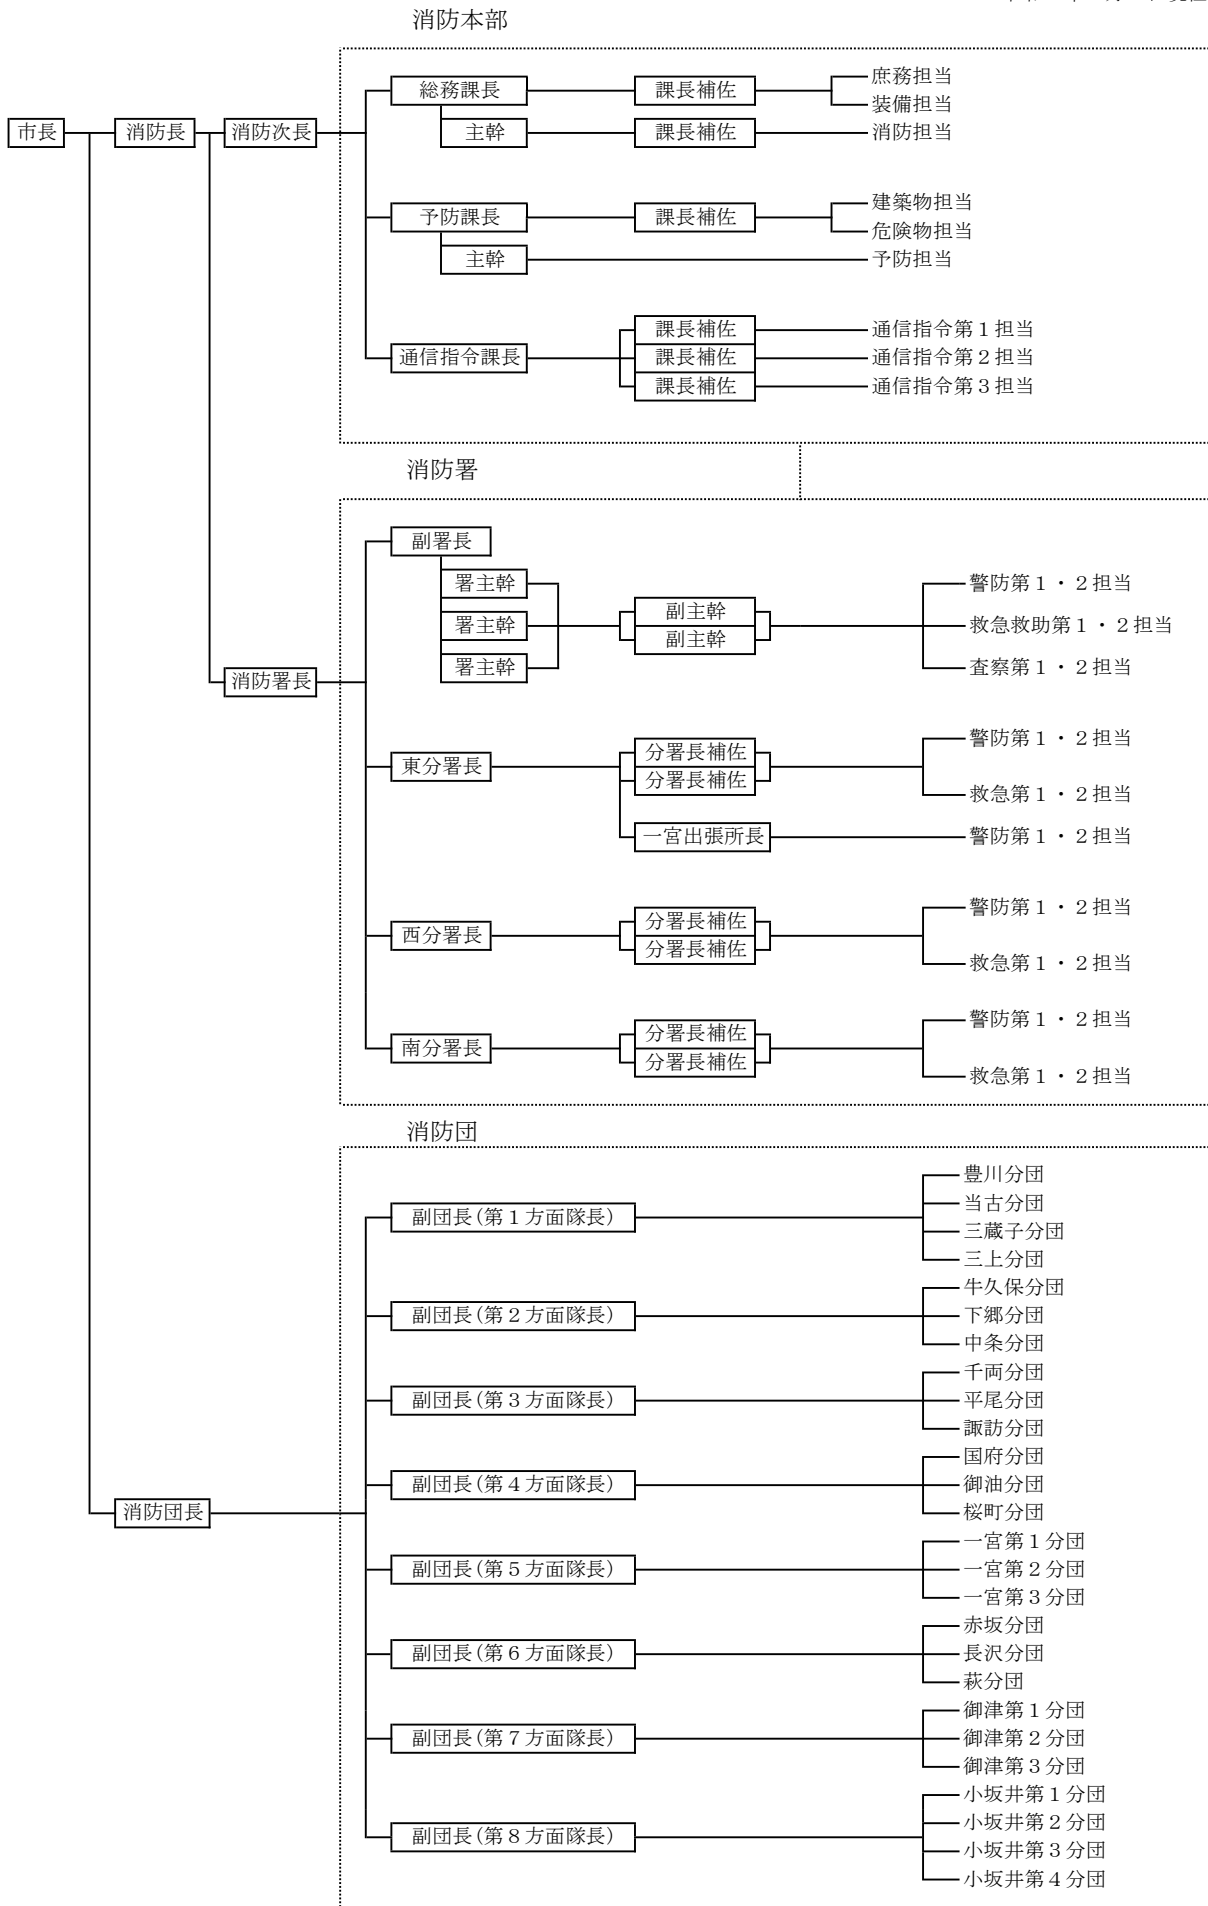 消防本部
総務課長
課長補佐
庶務担当
装備担当
市長
消防長
消防次長
主幹
課長補佐
消防担当
予防課長
課長補佐
建築物担当
危険物担当
主幹
予防担当
通信指令課長
課長補佐
通信指令第１担当
課長補佐
通信指令第２担当
課長補佐
通信指令第３担当
消防署
副署長
署主幹
署主幹
署主幹
副主幹
副主幹
警防第１・２担当
救急救助第１・２担当
査察第１・２担当
消防署長
東分署長
分署長補佐
分署長補佐
警防第１・２担当
救急第１・２担当
一宮出張所長
警防第１・２担当
西分署長
分署長補佐
分署長補佐
警防第１・２担当
救急第１・２担当
南分署長
分署長補佐
分署長補佐
警防第１・２担当
救急第１・２担当
消防団
消防団長
副団長(第１方面隊長)
豊川分団
当古分団
三蔵子分団
三上分団
副団長(第２方面隊長)
牛久保分団
下郷分団
中条分団
副団長(第３方面隊長)
千両分団
平尾分団
諏訪分団
副団長(第４方面隊長)
国府分団
御油分団
桜町分団
副団長(第５方面隊長)
一宮第１分団
一宮第２分団
一宮第３分団
副団長(第６方面隊長)
赤坂分団
長沢分団
萩分団
副団長(第７方面隊長)
御津第１分団
御津第２分団
御津第３分団
副団長(第８方面隊長)
小坂井第１分団
小坂井第２分団
小坂井第３分団
小坂井第４分団